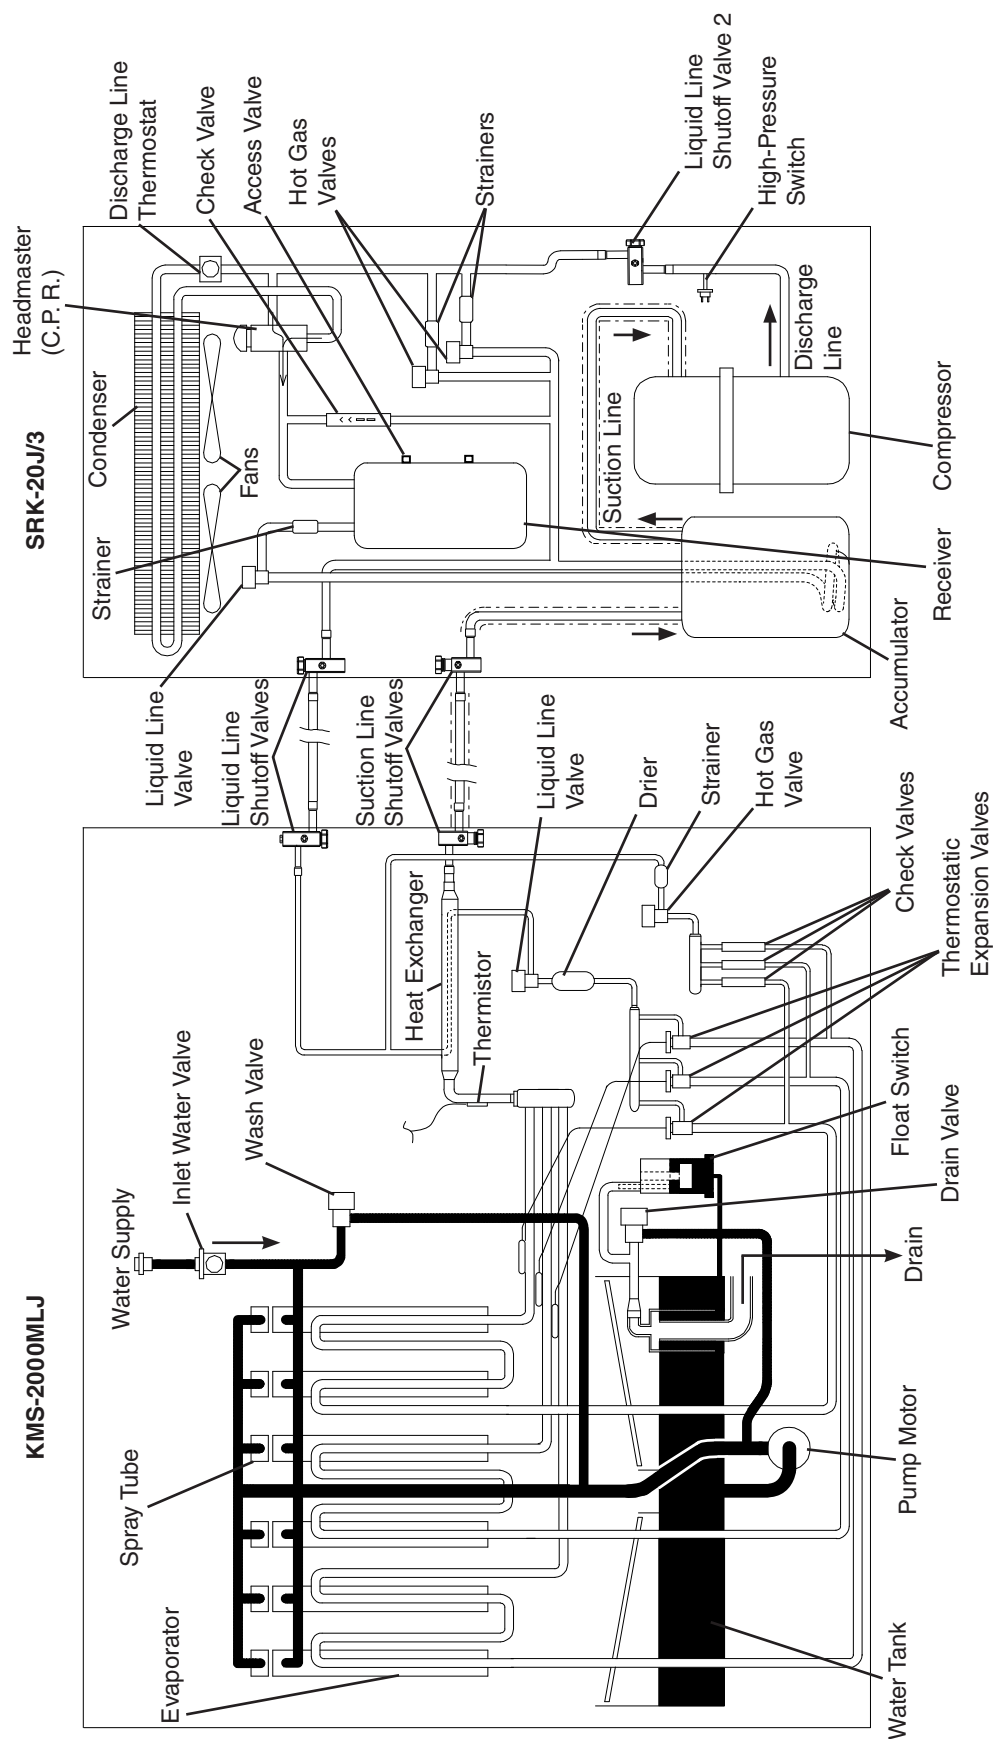 KMS-2000MLJ
Water Supply
Inlet Water Valve
Wash Valve
Spray Tube
Evaporator
Heat Exchanger
Thermistor
Liquid Line
Shutoff Valves
Suction Line
Shutoff Valves
Liquid Line
Valve
Drier
Strainer
Hot Gas
Valve
Check Valves
Thermostatic
Expansion Valves
Float Switch
Drain Valve
Drain
Pump Motor
Water Tank
SRK-20J/3
Headmaster
(C.P.R.)
Condenser
Strainer
Fans
Liquid Line
Valve
Discharge Line
Thermostat
Check Valve
Access Valve
Hot Gas
Valves
Strainers
Liquid Line
Shutoff Valve 2
High-Pressure
Switch
Suction Line
Discharge
Line
Compressor
Receiver
Accumulator